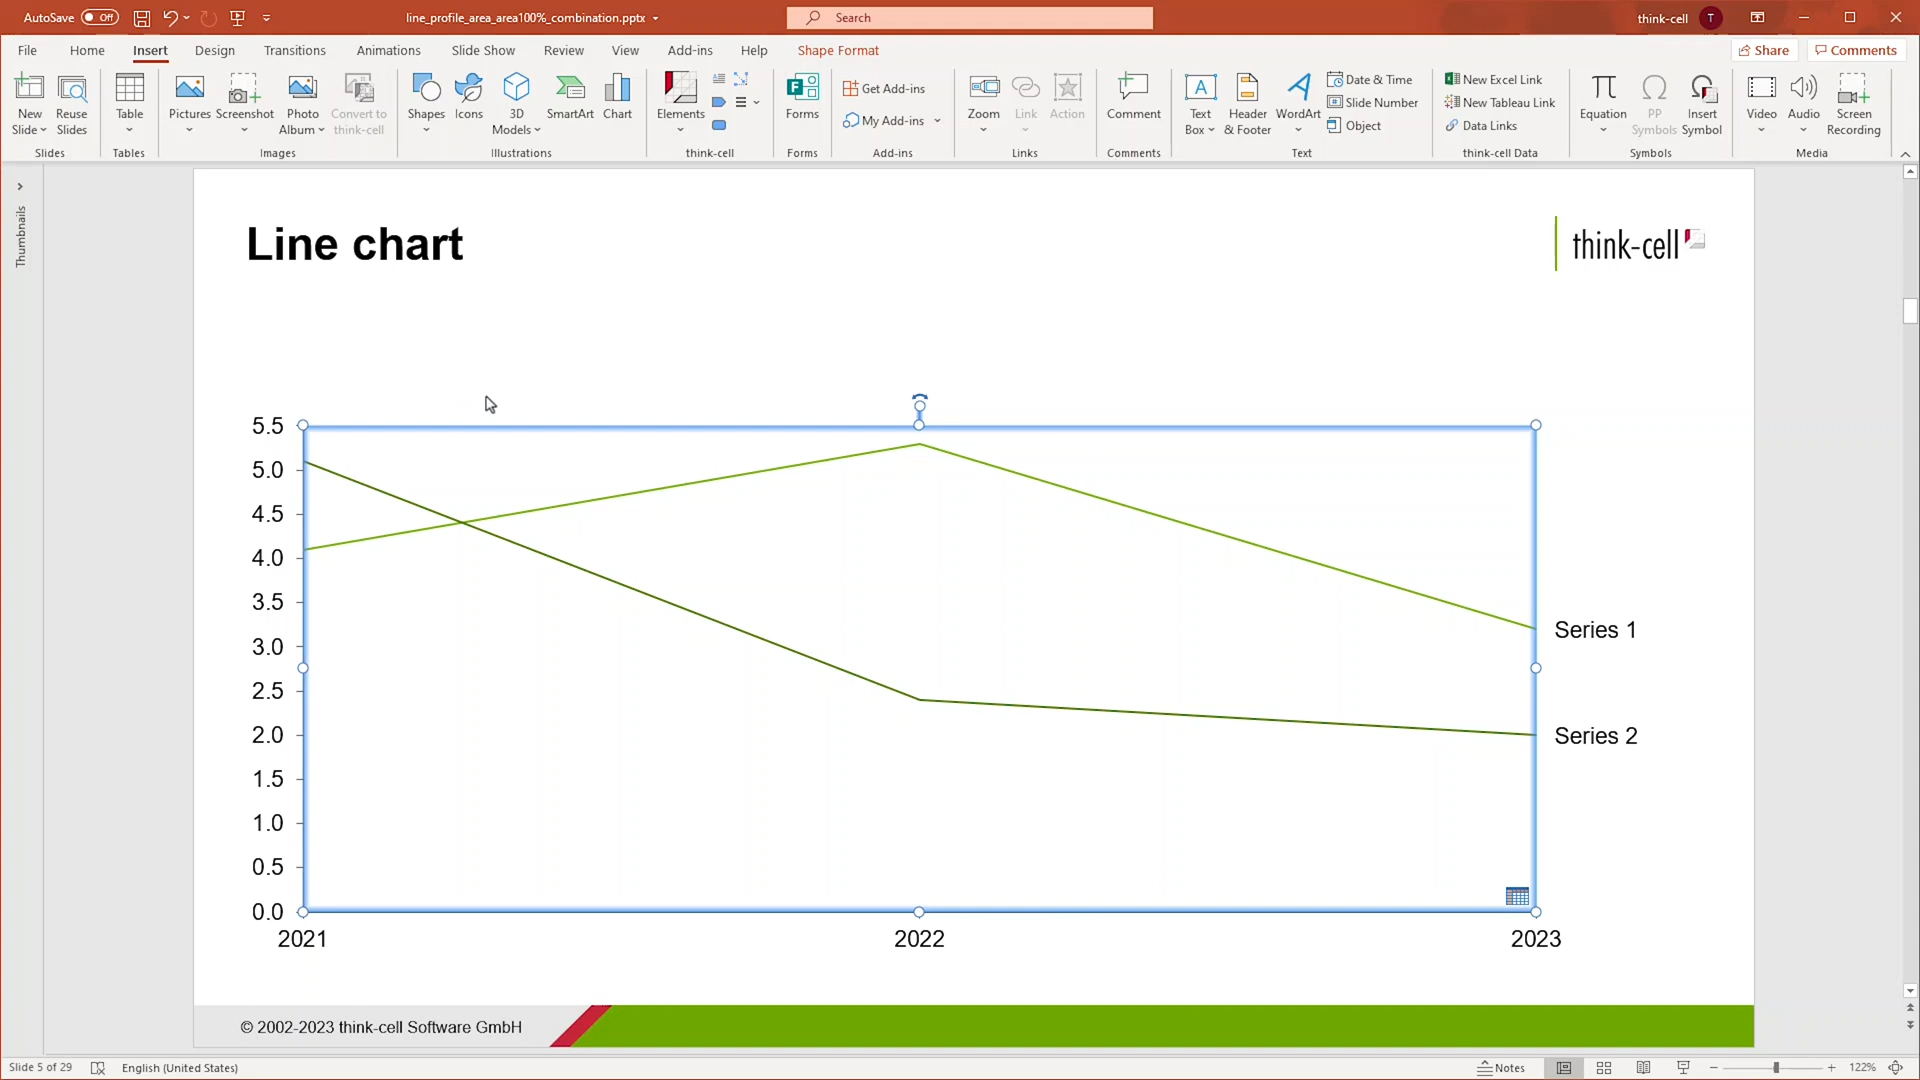 AutoSave Off
line_profile_area_area100%_combination.pptx
Search
think-cell T
File Home Insert Design Transitions Animations Slide Show Review View Add-ins Help Shape Format
Share Comments
New Slide
Reuse Slides
Slides
Table
Tables
Pictures
Screenshot
Photo Album
Convert to think-cell
Images
Shapes
Icons
3D Models
SmartArt
Chart
Illustrations
Elements
think-cell
Forms
Forms
Get Add-ins
My Add-ins
Add-ins
Zoom
Link
Action
Links
Comment
Comments
Text Box
Header & Footer
WordArt
Date & Time
Slide Number
Object
Text
New Excel Link
New Tableau Link
Data Links
think-cell Data
Equation
PP Symbols
Insert Symbol
Symbols
Video
Audio
Screen Recording
Media
Thumbnails
Line chart
think-cell
5.5
5.0
4.5
4.0
3.5
3.0
2.5
2.0
1.5
1.0
0.5
0.0
Series 1
Series 2
2021 2022 2023
© 2002-2023 think-cell Software GmbH
Slide 5 of 29 English (United States) Notes 122%